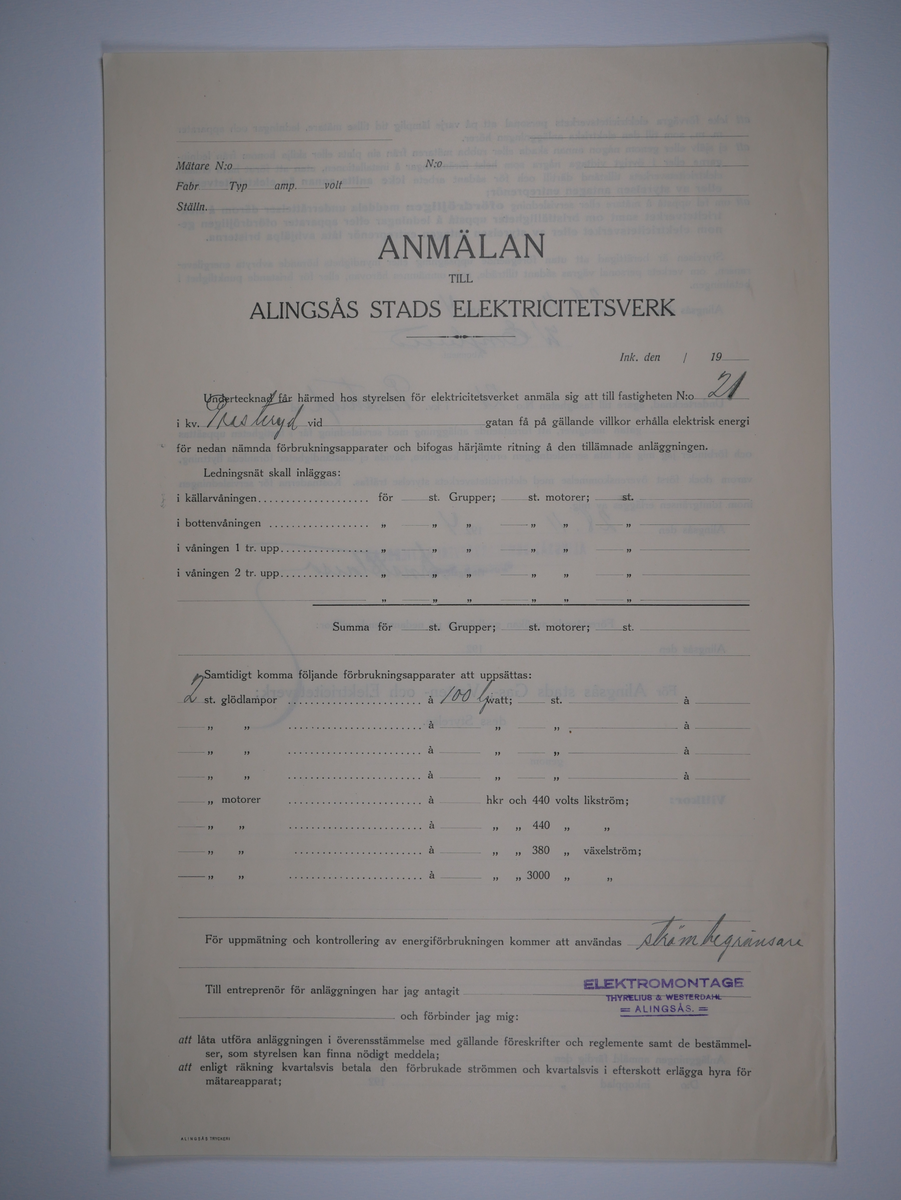 Mätare N:o N:o
Fabr. Typ amp. volt
Ställn.
ANMÄLAN
TILL
ALINGSÅS STADS ELEKTRICITETSVERK
Ink. den / 19
Undertecknad får härmed hos styrelsen för elektricitetsverket anmäla sig att till fastigheten N:o 21
i kv. vid gatan få på gällande villkor erhålla elektrisk energi
för nedan nämnda förbrukningsapparater och bifogas härjämte ritning å den tillämnade anläggningen.
Ledningsnät skall inläggas:
i källarvåningen................... för st. Grupper; st. motorer; st.
i bottenvåningen ................. „ „ „ „ „ „
i våningen 1 tr. upp............... „ „ „ „ „ „
i våningen 2 tr. upp............... „ „ „ „ „ „
„ „ „ „ „ „
Summa för st. Grupper; st. motorer; st.
Samtidigt komma följande förbrukningsapparater att uppsättas:
2 st. glödlampor ....................... à 100 watt; st. à
„ „ ....................... à „ „ à
„ „ ....................... à „ „ à
„ „ ....................... à „ „ à
„ motorer ....................... à hkr och 440 volts likström;
„ „ ....................... à „ „ 440 „ „
„ „ ....................... à „ „ 380 „ växelström;
„ „ ....................... à „ „ 3000 „ „
För uppmätning och kontrollering av energiförbrukningen kommer att användas strömbegränsare
Till entreprenör för anläggningen har jag antagit ELEKTROMONTAGE
THYRELIUS & WESTERDAHL
= ALINGSÅS. =
och förbinder jag mig:
att låta utföra anläggningen i överensstämmelse med gällande föreskrifter och reglemente samt de bestämmel-
ser, som styrelsen kan finna nödigt meddela;
att enligt räkning kvartalsvis betala den förbrukade strömmen och kvartalsvis i efterskott erlägga hyra för
mätareapparat;
ALINGSÅS TRYCKERI